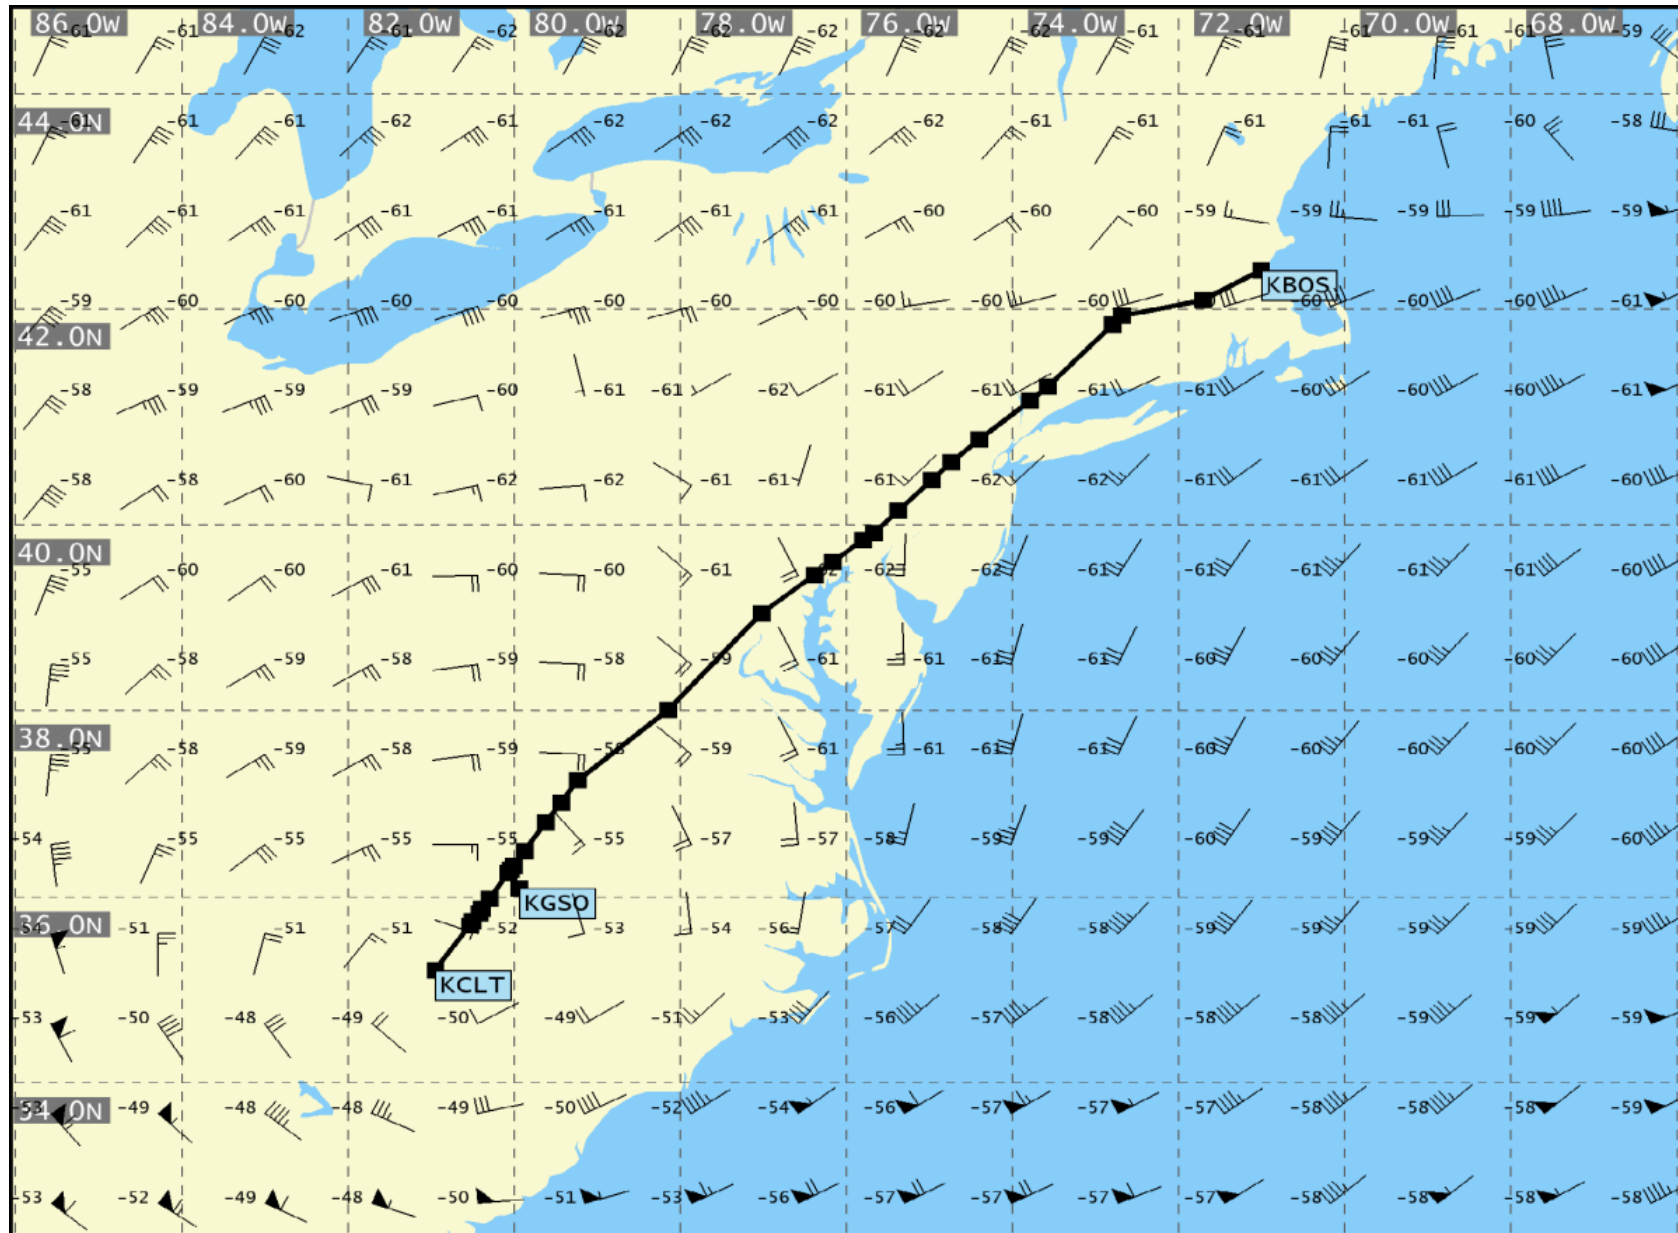 86.0W 84.0W 82.0W 80.0W 78.0W 76.0W 74.0W 72.0W 70.0W 68.0W
-61 -61 -62 -61 -62 -62 -62 -62 -62 -62 -61 -61 -61 -61 -61 -59
44.0N
-61 -61 -61 -62 -61 -62 -62 -62 -62 -61 -61 -61 -61 -61 -60 -58
-61 -61 -61 -61 -61 -61 -61 -61 -60 -60 -60 -59 -59 -59 -59 -59
KBOS
-59 -60 -60 -60 -60 -60 -60 -60 -60 -60 -60 -60 -60 -60 -60 -61
42.0N
-58 -59 -59 -59 -60 -61 -61 -62 -61 -61 -61 -60 -60 -60 -60 -61
-58 -58 -60 -61 -62 -62 -61 -61 -61 -62 -62 -61 -61 -61 -61 -60
40.0N
-55 -60 -60 -61 -60 -60 -61 -62 -62 -62 -61 -61 -61 -61 -61 -60
-55 -58 -59 -58 -59 -58 -59 -61 -61 -61 -61 -60 -60 -60 -60 -60
38.0N
-55 -58 -59 -58 -59 -58 -59 -61 -61 -61 -61 -60 -60 -60 -60 -60
-54 -55 -55 -55 -55 -55 -57 -57 -58 -59 -59 -60 -59 -59 -59 -60
KGSO
36.0N
-54 -51 -51 -51 -52 -53 -54 -56 -57 -58 -58 -59 -59 -59 -59 -59
KCLT
-53 -50 -48 -49 -50 -49 -51 -53 -56 -57 -58 -58 -58 -59 -59 -59
34.0N
-53 -49 -48 -48 -49 -50 -52 -54 -56 -57 -57 -57 -58 -58 -58 -59
-53 -52 -49 -48 -50 -51 -53 -56 -57 -57 -57 -57 -58 -58 -58 -58